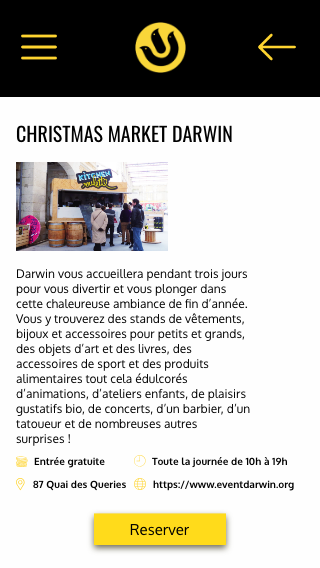 CHRISTMAS MARKET DARWIN
KITCHEN
Darwin vous accueillera pendant trois jours
pour vous divertir et vous plonger dans
cette chaleureuse ambiance de fin d’année.
Vous y trouverez des stands de vêtements,
bijoux et accessoires pour petits et grands,
des objets d’art et des livres, des
accessoires de sport et des produits
alimentaires tout cela édulcorés
d’animations, d’ateliers enfants, de plaisirs
gustatifs bio, de concerts, d’un barbier, d’un
tatoueur et de nombreuses autres
surprises !
Entrée gratuite
Toute la journée de 10h à 19h
87 Quai des Queries
https://www.eventdarwin.org
Reserver